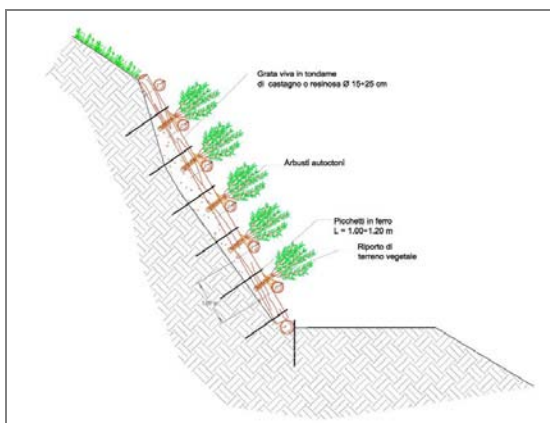 Grata viva in tondame
di castagno o resinosa Ø 15÷25 cm
Arbusti autoctoni
Picchetti in ferro
L = 1.00÷1.20 m
Riporto di
terreno vegetale